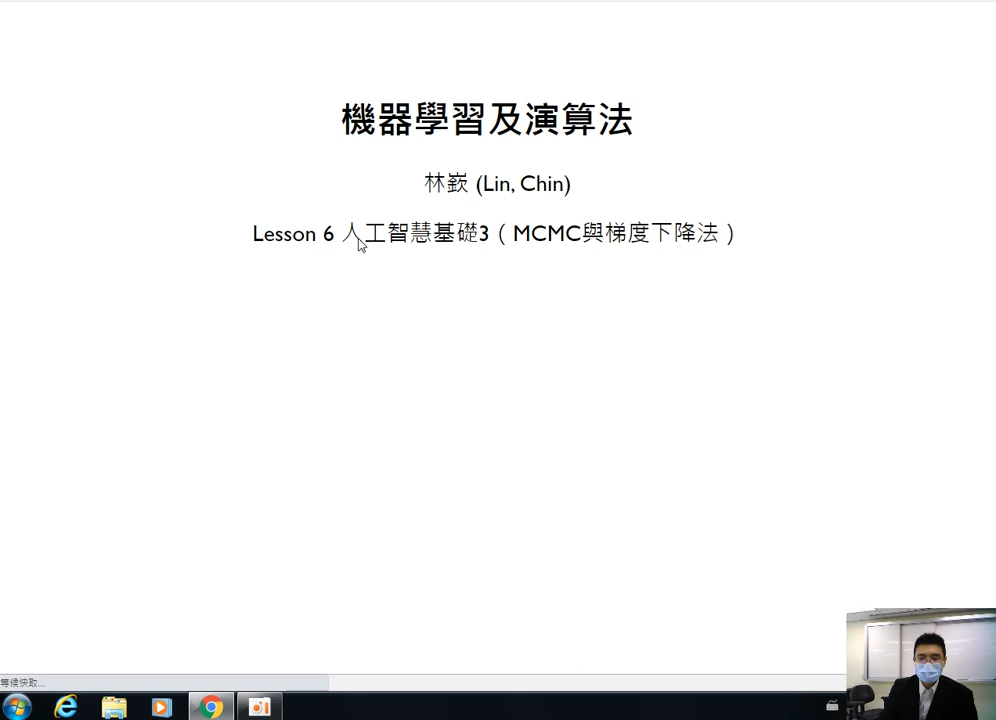 機器學習及演算法
林嶔 (Lin, Chin)
Lesson 6 人工智慧基礎3（MCMC與梯度下降法）
等候快取...